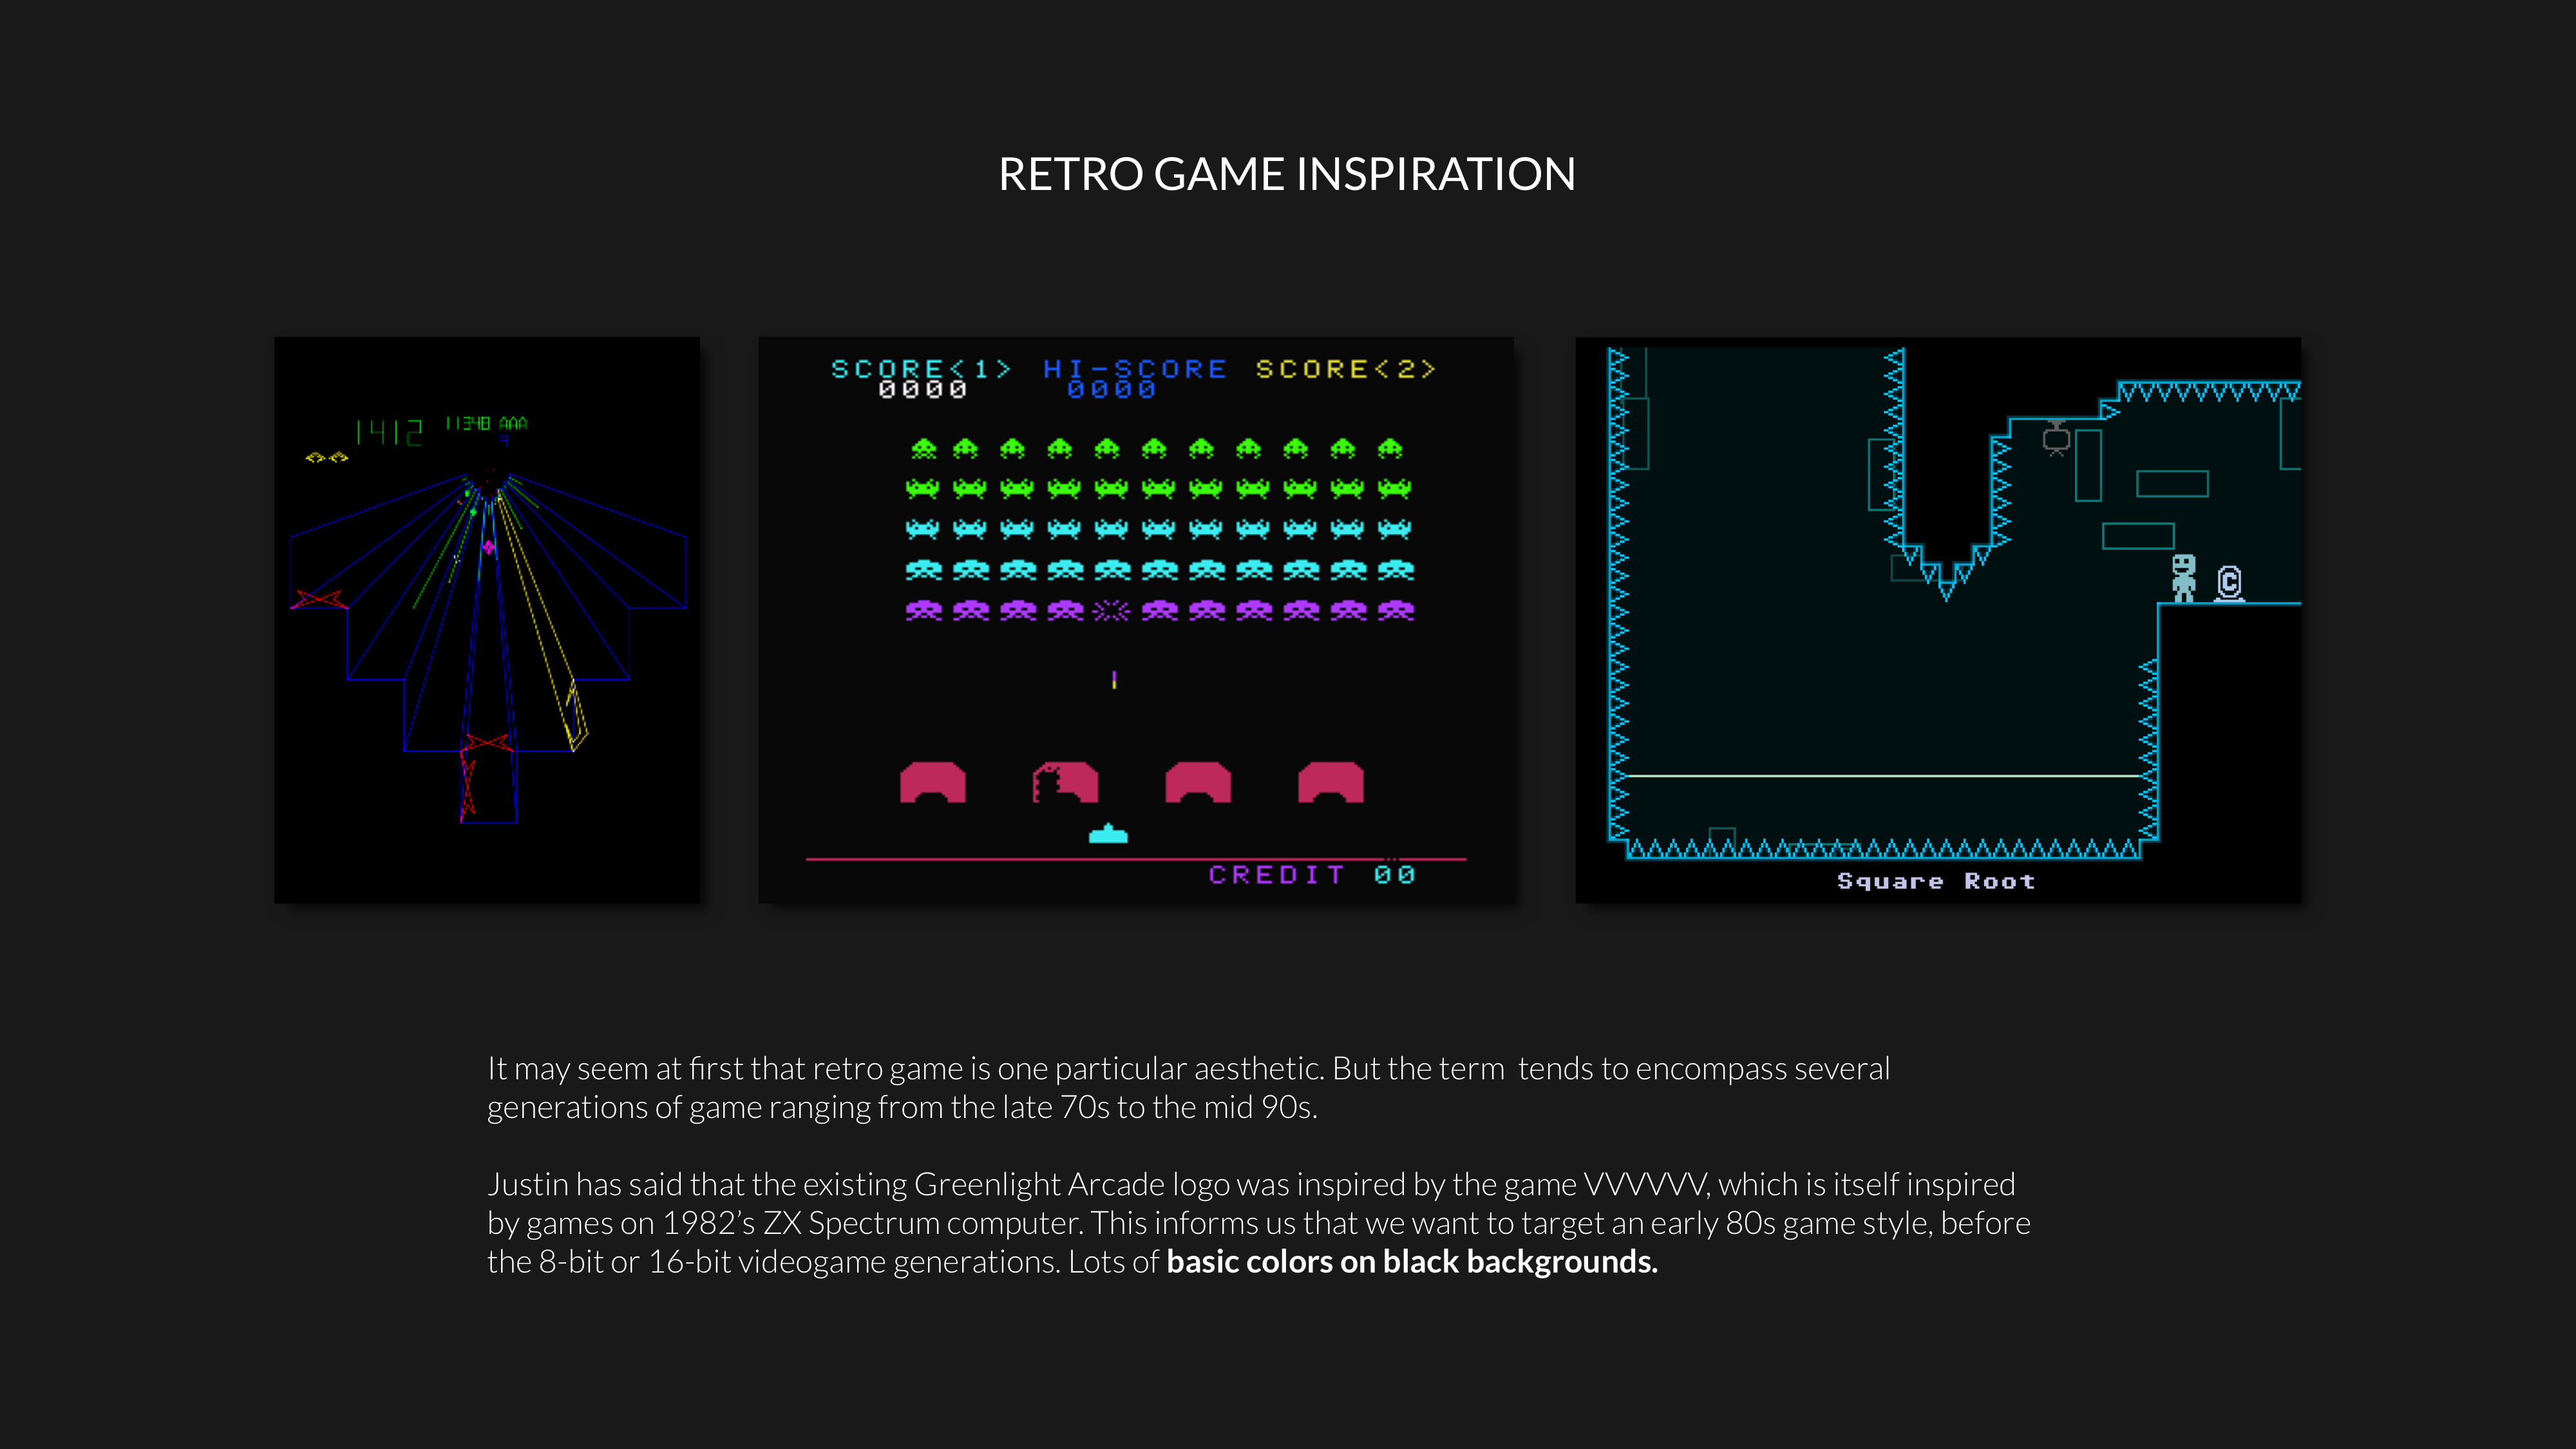 RETRO GAME INSPIRATION
1412
11348 AAA
4
SCORE<1> HI-SCORE SCORE<2>
0000 0000
CREDIT 00
C
Square Root
It may seem at first that retro game is one particular aesthetic. But the term  tends to encompass several
generations of game ranging from the late 70s to the mid 90s.
Justin has said that the existing Greenlight Arcade logo was inspired by the game VVVVVV, which is itself inspired
by games on 1982’s ZX Spectrum computer. This informs us that we want to target an early 80s game style, before
the 8-bit or 16-bit videogame generations. Lots of basic colors on black backgrounds.